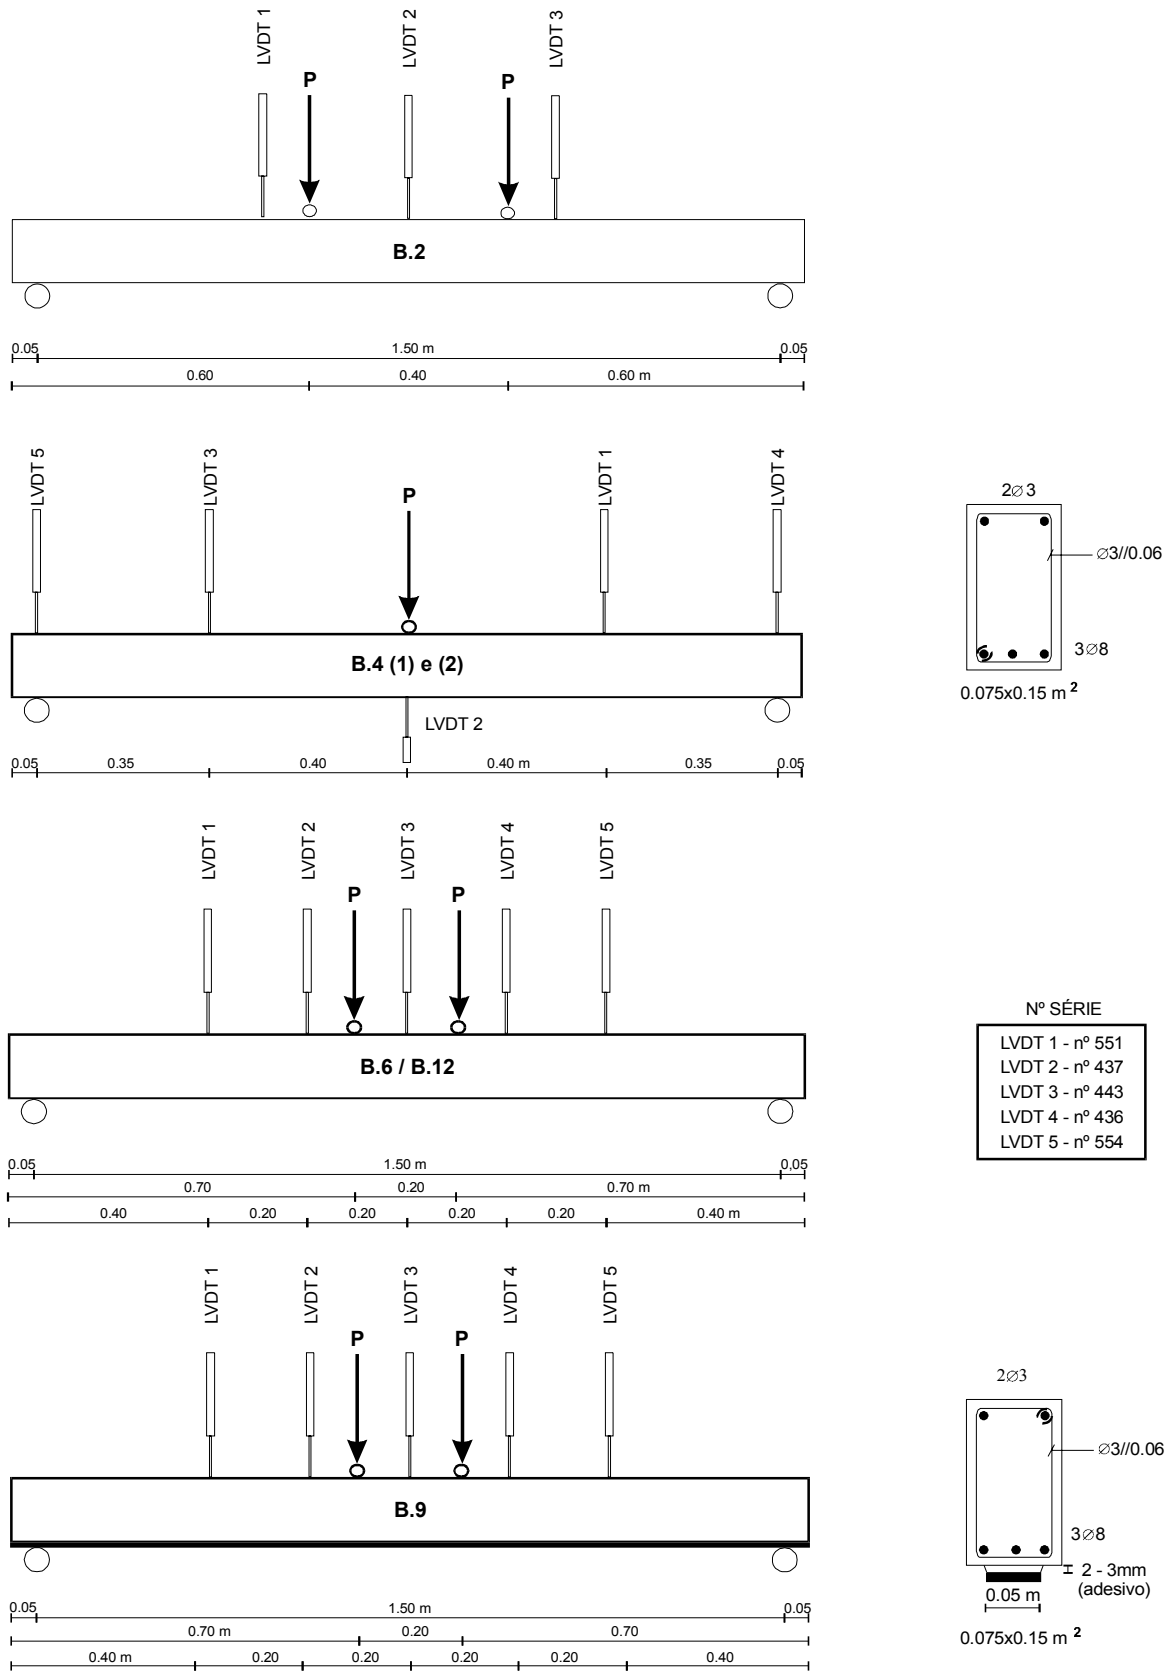 LVDT 1
LVDT 2
LVDT 3
P
P
B.2
0.05
1.50 m
0.05
0.60
0.40
0.60 m
LVDT 5
LVDT 3
LVDT 1
LVDT 4
P
B.4 (1) e (2)
LVDT 2
0.05
0.35
0.40
0.40 m
0.35
0.05
2∅3
∅3//0.06
3∅8
0.075x0.15 m ²
LVDT 1
LVDT 2
LVDT 3
LVDT 4
LVDT 5
P
P
B.6 / B.12
0.05
1.50 m
0,05
0.70
0.20
0.70 m
0.40
0.20
0.20
0.20
0.20
0.40 m
Nº SÉRIE
LVDT 1 - nº 551
LVDT 2 - nº 437
LVDT 3 - nº 443
LVDT 4 - nº 436
LVDT 5 - nº 554
LVDT 1
LVDT 2
LVDT 3
LVDT 4
LVDT 5
P
P
B.9
0.05
1.50 m
0.05
0.70 m
0.20
0.70
0.40 m
0.20
0.20
0.20
0.20
0.40
2∅3
∅3//0.06
3∅8
2 - 3mm
(adesivo)
0.05 m
0.075x0.15 m ²